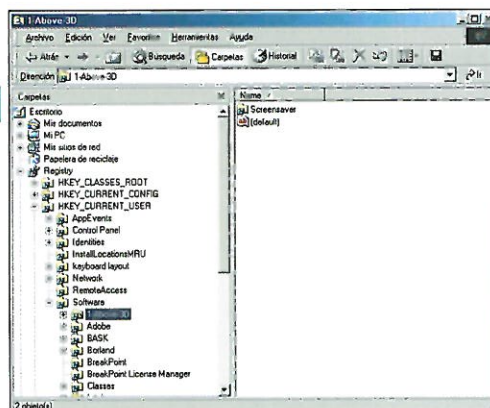 1-Above-3D
Archivo Edición Ver Favoritos Herramientas Ayuda
Atrás Búsqueda Carpetas Historial
Dirección 1-Above-3D Ir
Carpetas
Name
Escritorio
Mis documentos
Mi PC
Mis sitios de red
Papelera de reciclaje
Registry
HKEY_CLASSES_ROOT
HKEY_CURRENT_CONFIG
HKEY_CURRENT_USER
AppEvents
Control Panel
Identities
InstallLocationsMRU
keyboard layout
Network
RemoteAccess
Software
1-Above-3D
Adobe
BASK
Borland
BreakPoint
BreakPoint License Manager
Classes
Screensaver
(default)
2 objeto(s)